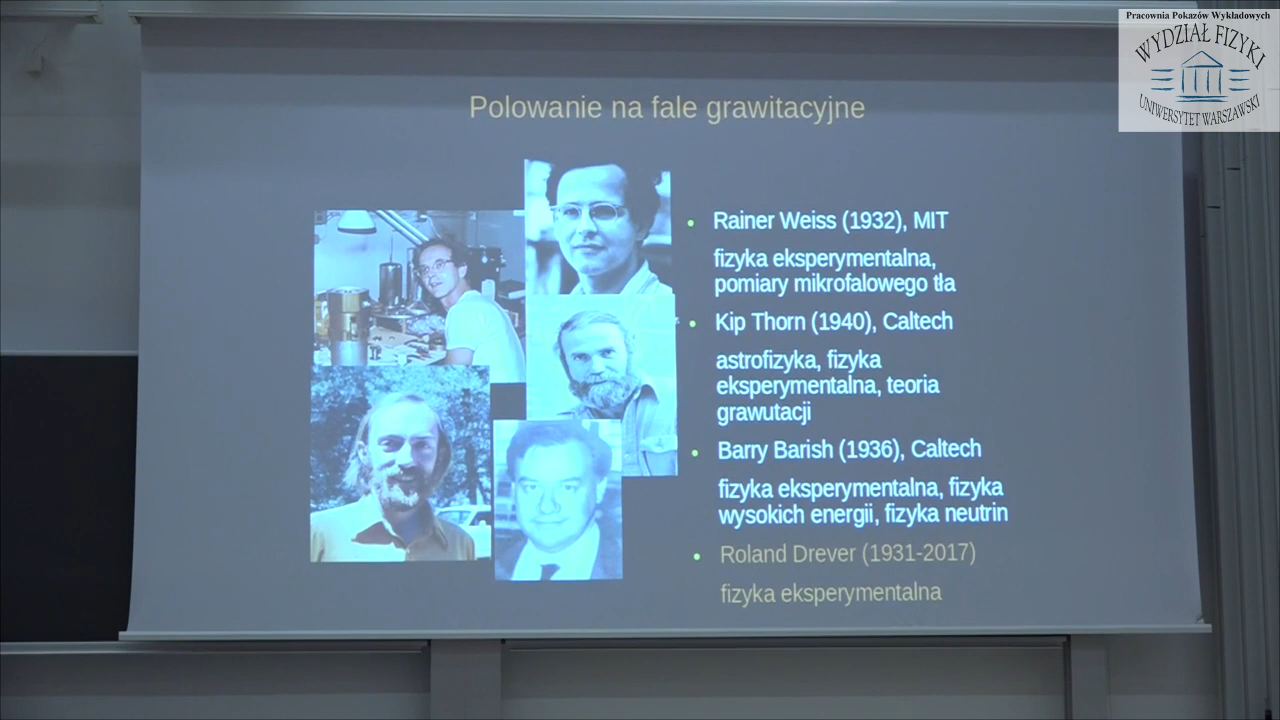 Pracownia Pokazów Wykładowych
WYDZIAŁ FIZYKI
UNIWERSYTET WARSZAWSKI
Polowanie na fale grawitacyjne
Rainer Weiss (1932), MIT
fizyka eksperymentalna,
pomiary mikrofalowego tła
Kip Thorn (1940), Caltech
astrofizyka, fizyka
eksperymentalna, teoria
grawutacji
Barry Barish (1936), Caltech
fizyka eksperymentalna, fizyka
wysokich energii, fizyka neutrin
Roland Drever (1931-2017)
fizyka eksperymentalna